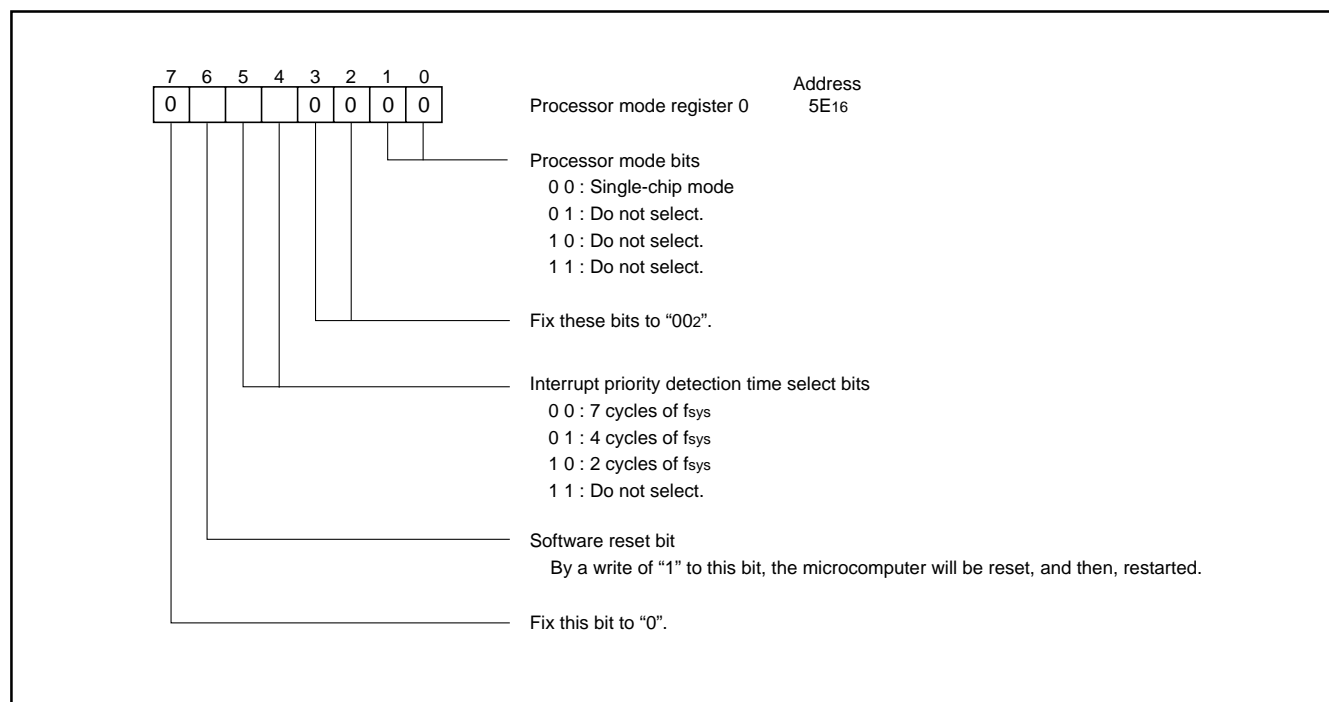 7 6 5 4 3 2 1 0
Address
0 0 0 0 0
Processor mode register 0 5E16
Processor mode bits
0 0 : Single-chip mode
0 1 : Do not select.
1 0 : Do not select.
1 1 : Do not select.
Fix these bits to “002”.
Interrupt priority detection time select bits
0 0 : 7 cycles of fsys
0 1 : 4 cycles of fsys
1 0 : 2 cycles of fsys
1 1 : Do not select.
Software reset bit
By a write of “1” to this bit, the microcomputer will be reset, and then, restarted.
Fix this bit to “0”.